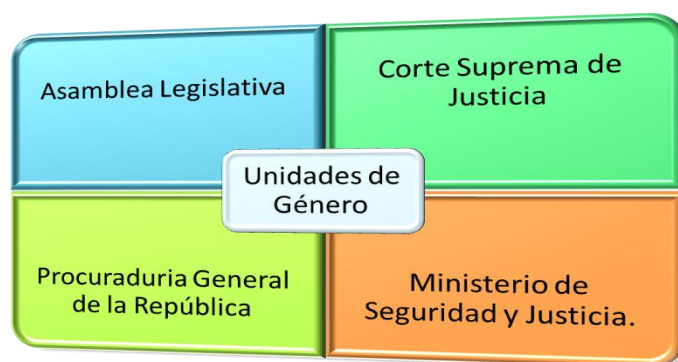 Asamblea Legislativa
Corte Suprema de
Justicia
Unidades de
Género
Procuraduria General
de la República
Ministerio de
Seguridad y Justicia.